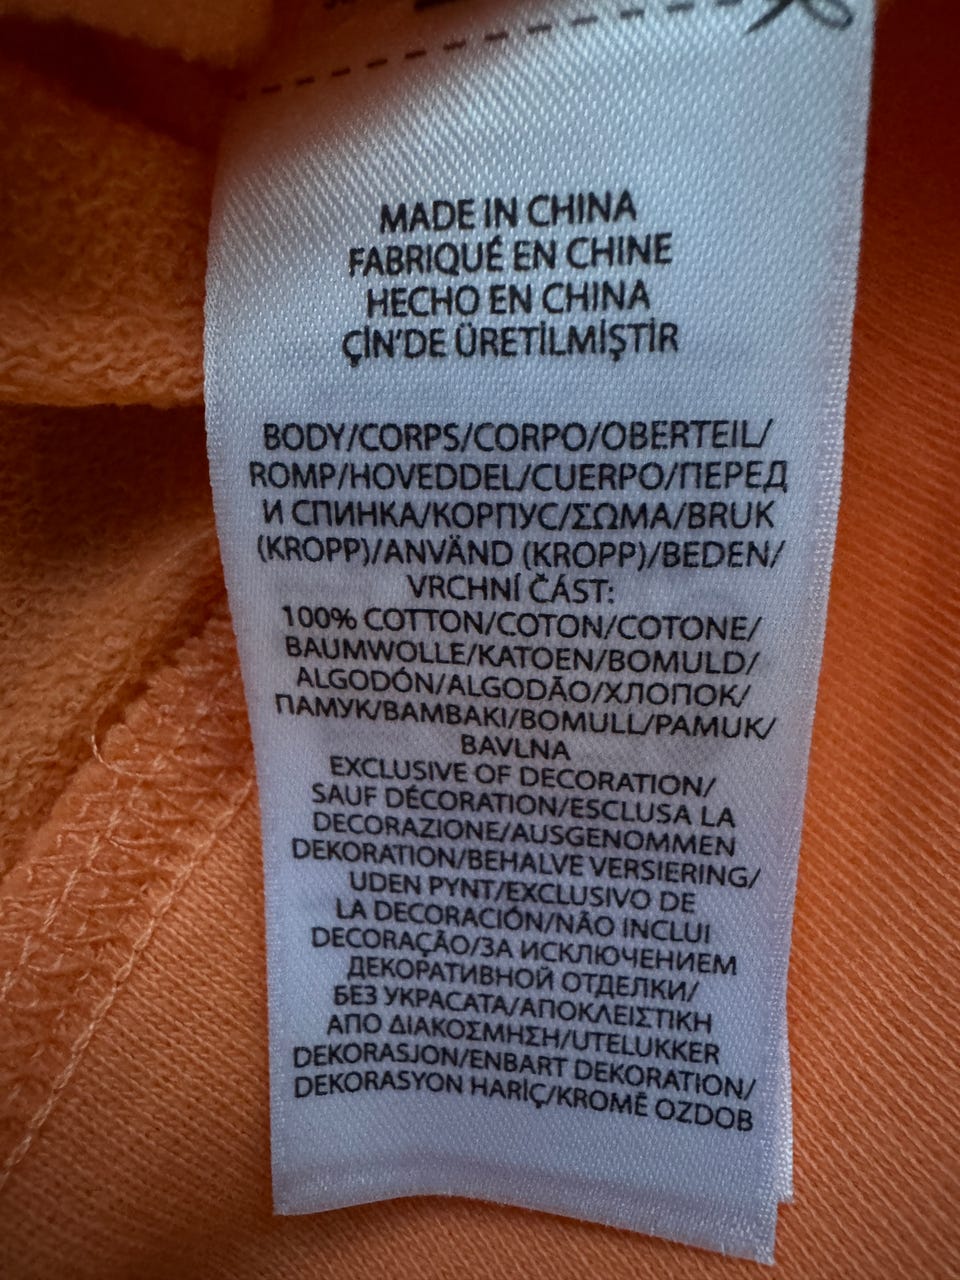 MADE IN CHINA
FABRIQUÉ EN CHINE
HECHO EN CHINA
ÇİN'DE ÜRETİLMİŞTİR
BODY/CORPS/CORPO/OBERTEIL/
ROMP/HOVEDDEL/CUERPO/ПЕРЕД
И СПИНКА/КОРПУС/ΣΩΜΑ/BRUK
(KROPP)/ANVÄND (KROPP)/BEDEN/
VRCHNÍ ČÁST:
100% COTTON/COTON/COTONE/
BAUMWOLLE/KATOEN/BOMULD/
ALGODÓN/ALGODÃO/ХЛОПОК/
ПАМУК/ΒΑΜΒΑΚΙ/BOMULL/PAMUK/
BAVLNA
EXCLUSIVE OF DECORATION/
SAUF DÉCORATION/ESCLUSA LA
DECORAZIONE/AUSGENOMMEN
DEKORATION/BEHALVE VERSIERING/
UDEN PYNT/EXCLUSIVO DE
LA DECORACIÓN/NÃO INCLUI
DECORAÇÃO/ЗА ИСКЛЮЧЕНИЕМ
ДЕКОРАТИВНОЙ ОТДЕЛКИ/
БЕЗ УКРАСАТА/ΑΠΟΚΛΕΙΣΤΙΚΗ
ΑΠΟ ΔΙΑΚΟΣΜΗΣΗ/UTELUKKER
DEKORASJON/ENBART DEKORATION/
DEKORASYON HARİÇ/KROMĚ OZDOB